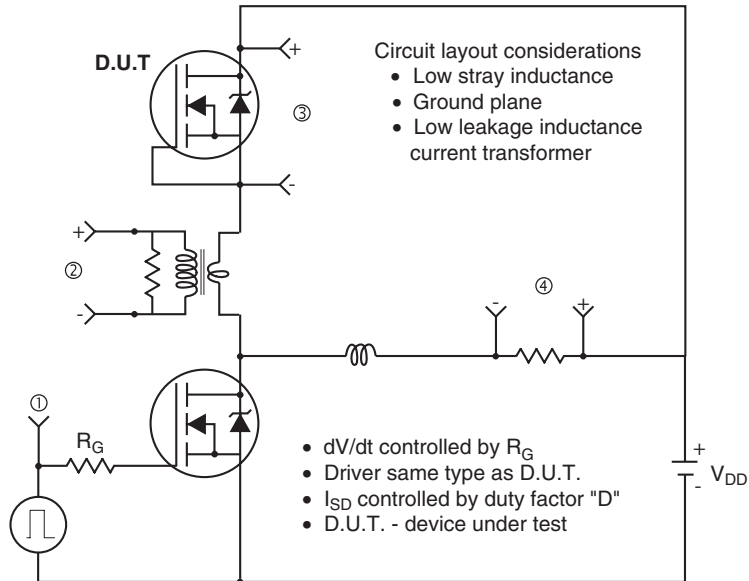 D.U.T
+
③
-
Circuit layout considerations
• Low stray inductance
• Ground plane
• Low leakage inductance
current transformer
+
②
-
④
- +
①
R_G
• dV/dt controlled by R_G
• Driver same type as D.U.T.
• I_SD controlled by duty factor "D"
• D.U.T. - device under test
+
V_DD
-